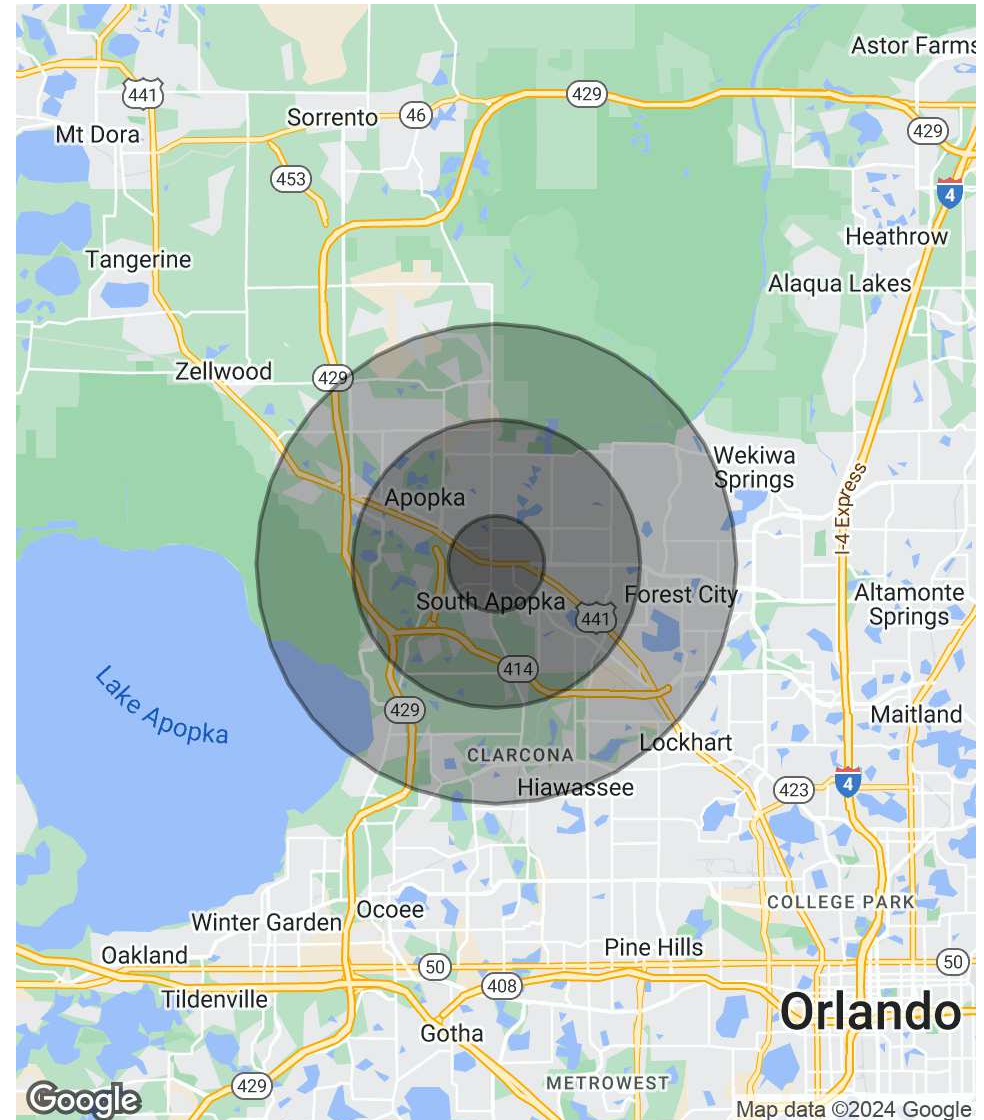 Astor Farms
441
429
Sorrento
46
Mt Dora
429
453
4
Heathrow
Tangerine
Alaqua Lakes
Zellwood
429
Wekiwa
Springs
Apopka
I-4 Express
South Apopka
Forest City
Altamonte
Springs
441
414
Lake Apopka
429
Maitland
Lockhart
CLARCONA
Hiawassee
4
423
COLLEGE PARK
Winter Garden
Ocoee
Pine Hills
Oakland
50
50
408
Tildenville
Orlando
Gotha
METROWEST
429
Google
Map data ©2024 Google